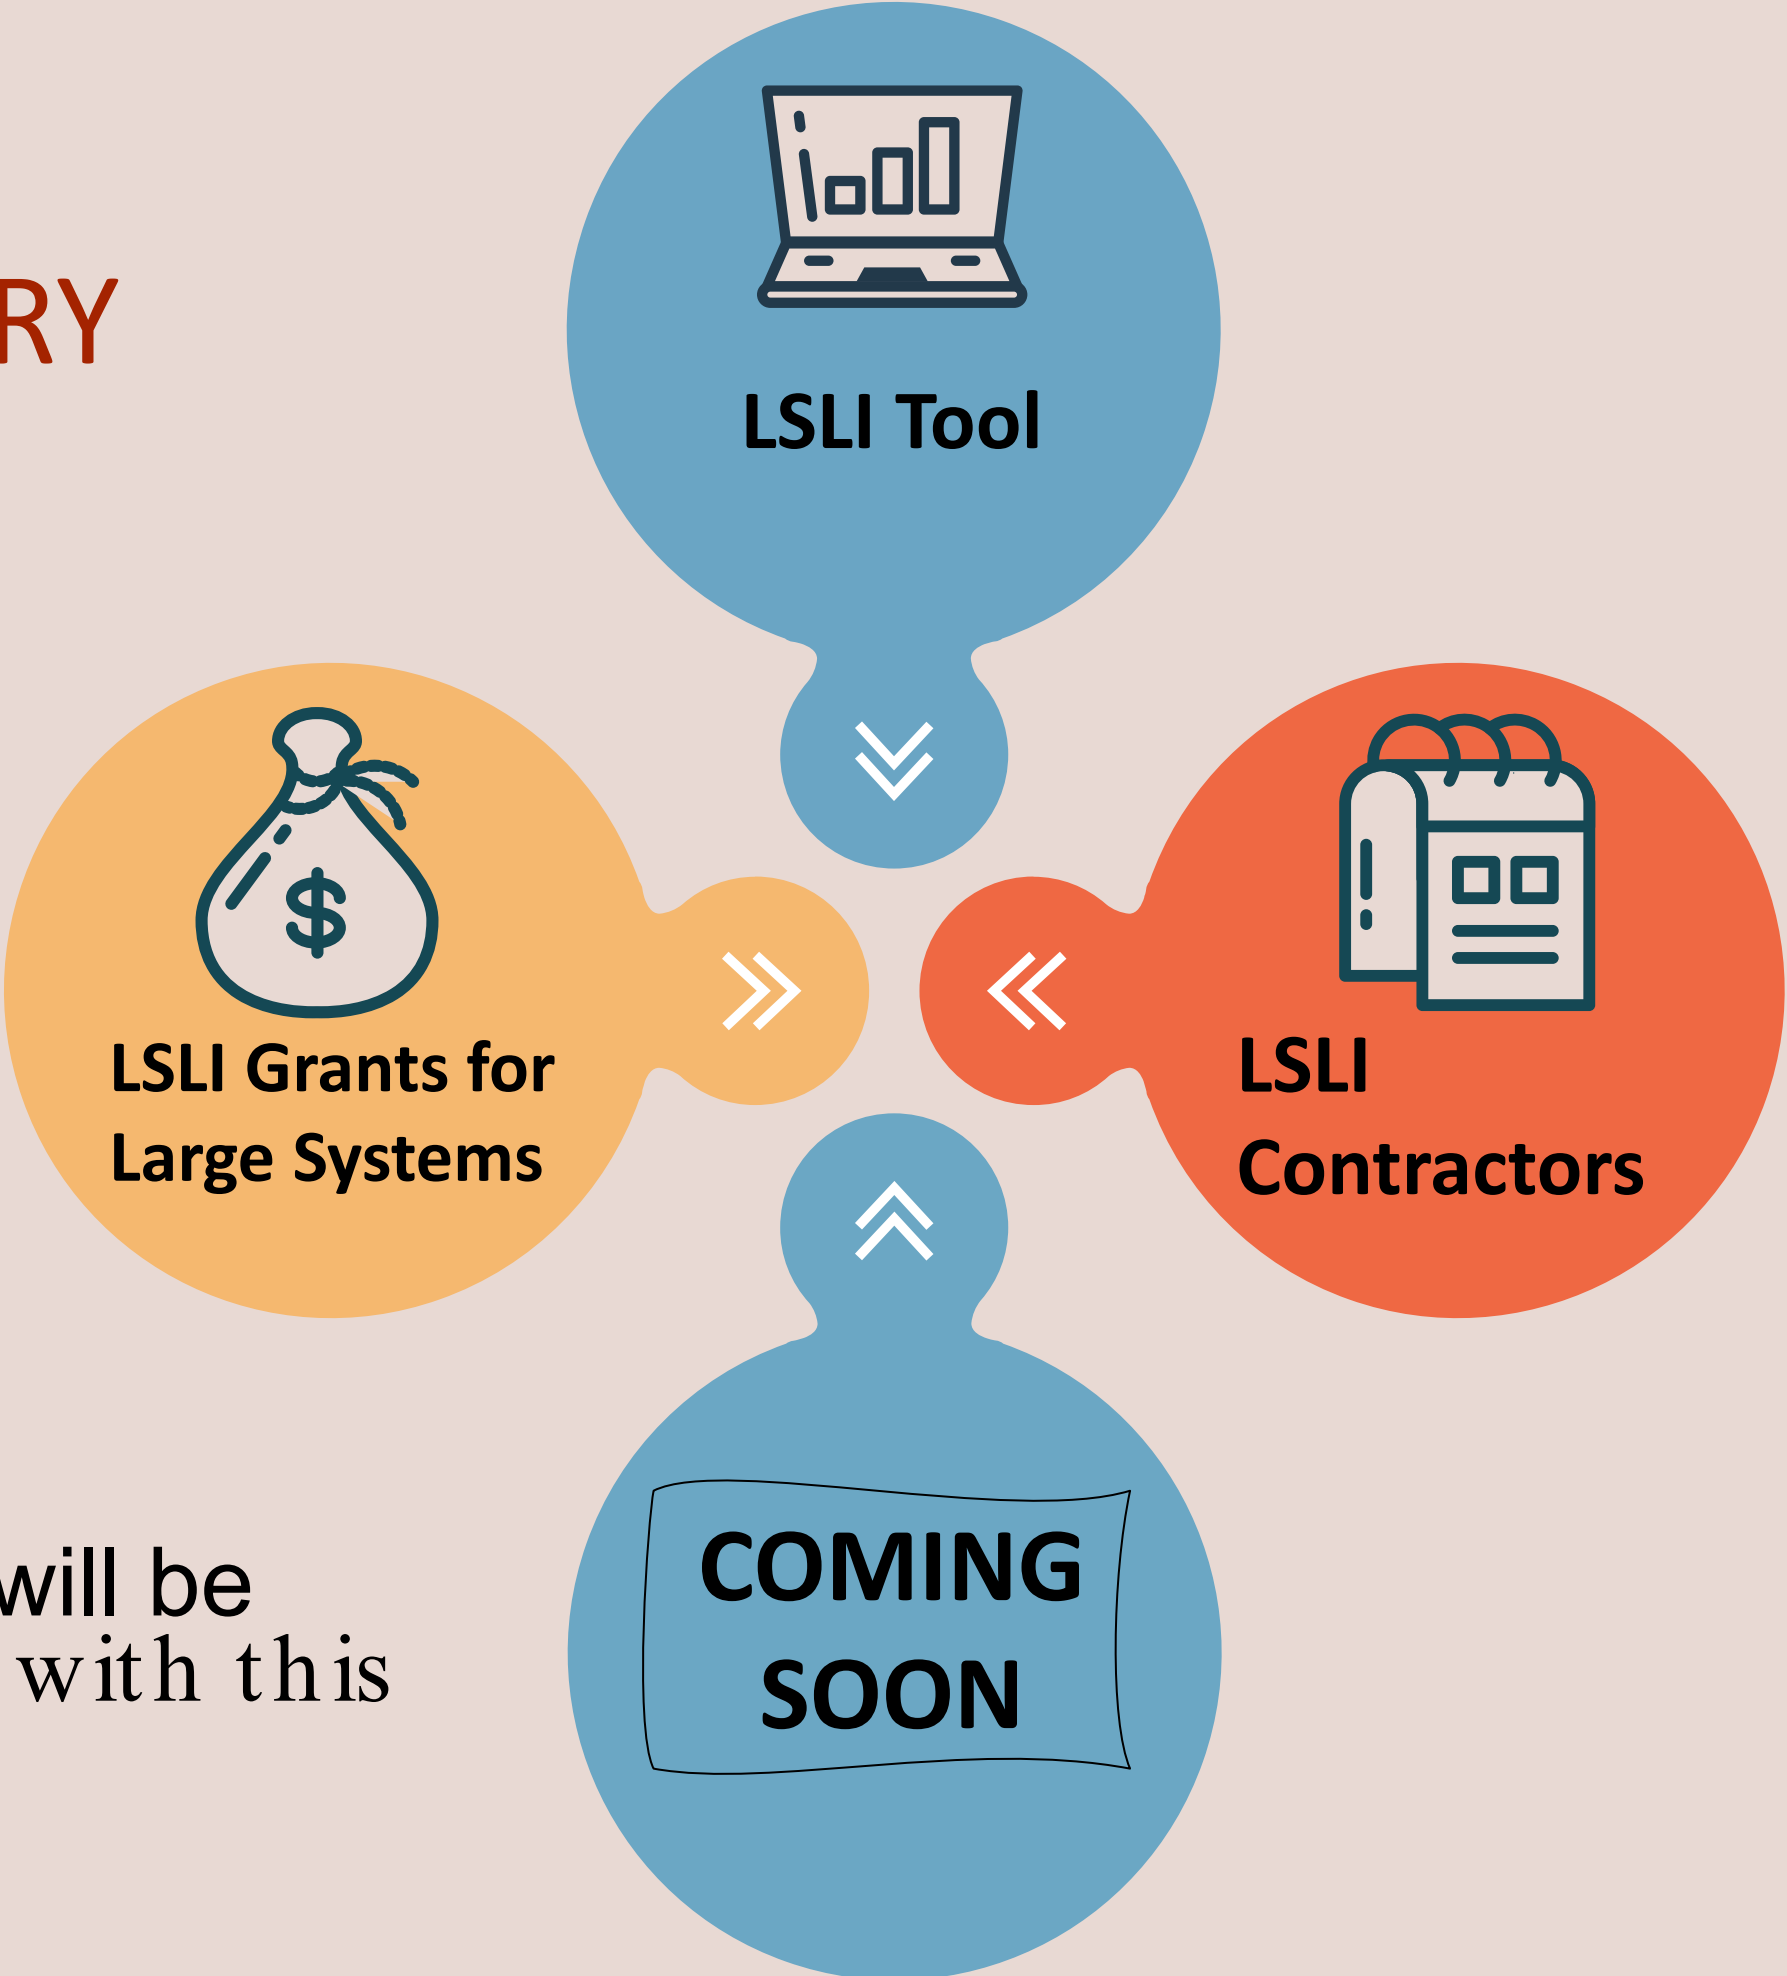 RY
LSLI Tool
$
LSLI Grants for
Large Systems
LSLI
Contractors
will be
with this
COMING
SOON